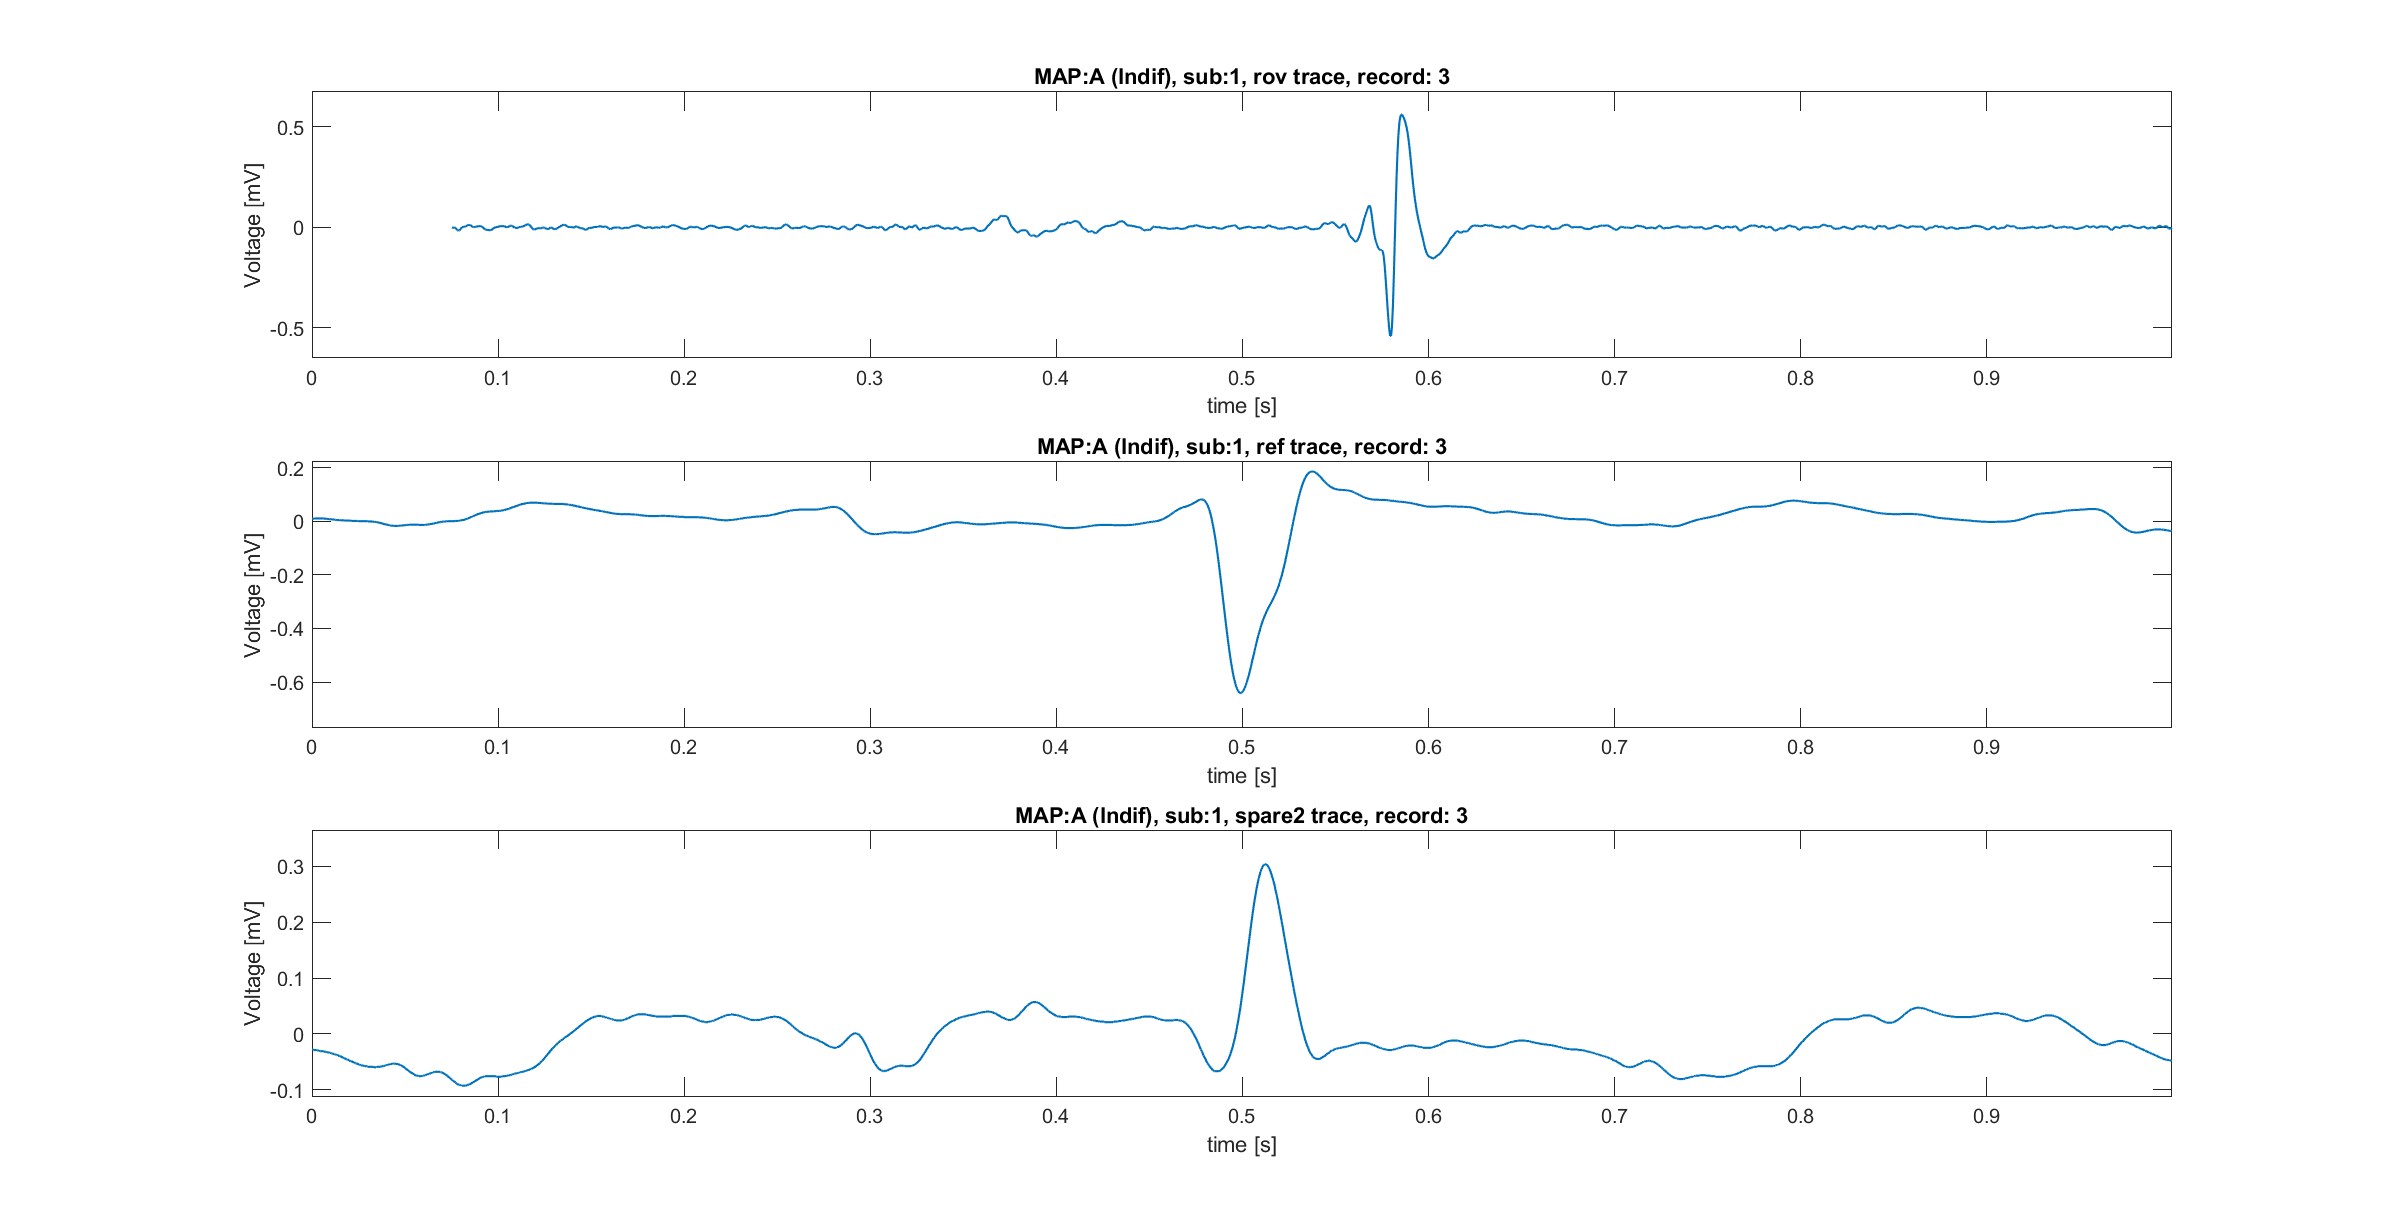 MAP:A (Indif), sub:1, rov trace, record: 3
Voltage [mV]
0.5
0
-0.5
0 0.1 0.2 0.3 0.4 0.5 0.6 0.7 0.8 0.9
time [s]
MAP:A (Indif), sub:1, ref trace, record: 3
Voltage [mV]
0.2
0
-0.2
-0.4
-0.6
0 0.1 0.2 0.3 0.4 0.5 0.6 0.7 0.8 0.9
time [s]
MAP:A (Indif), sub:1, spare2 trace, record: 3
Voltage [mV]
0.3
0.2
0.1
0
-0.1
0 0.1 0.2 0.3 0.4 0.5 0.6 0.7 0.8 0.9
time [s]